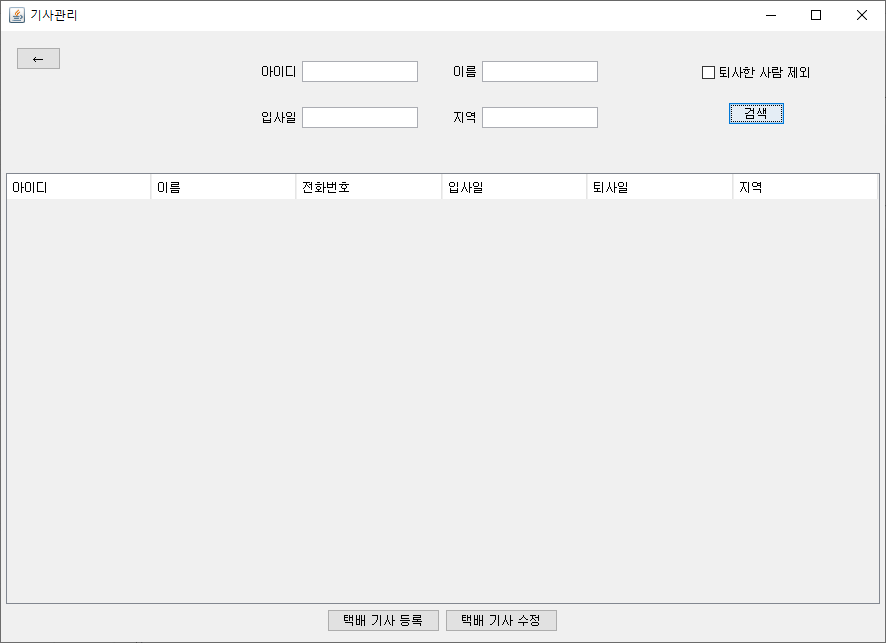 기사관리
←
아이디
이름
퇴사한 사람 제외
입사일
지역
검색
아이디 이름 전화번호 입사일 퇴사일 지역
택배 기사 등록 택배 기사 수정